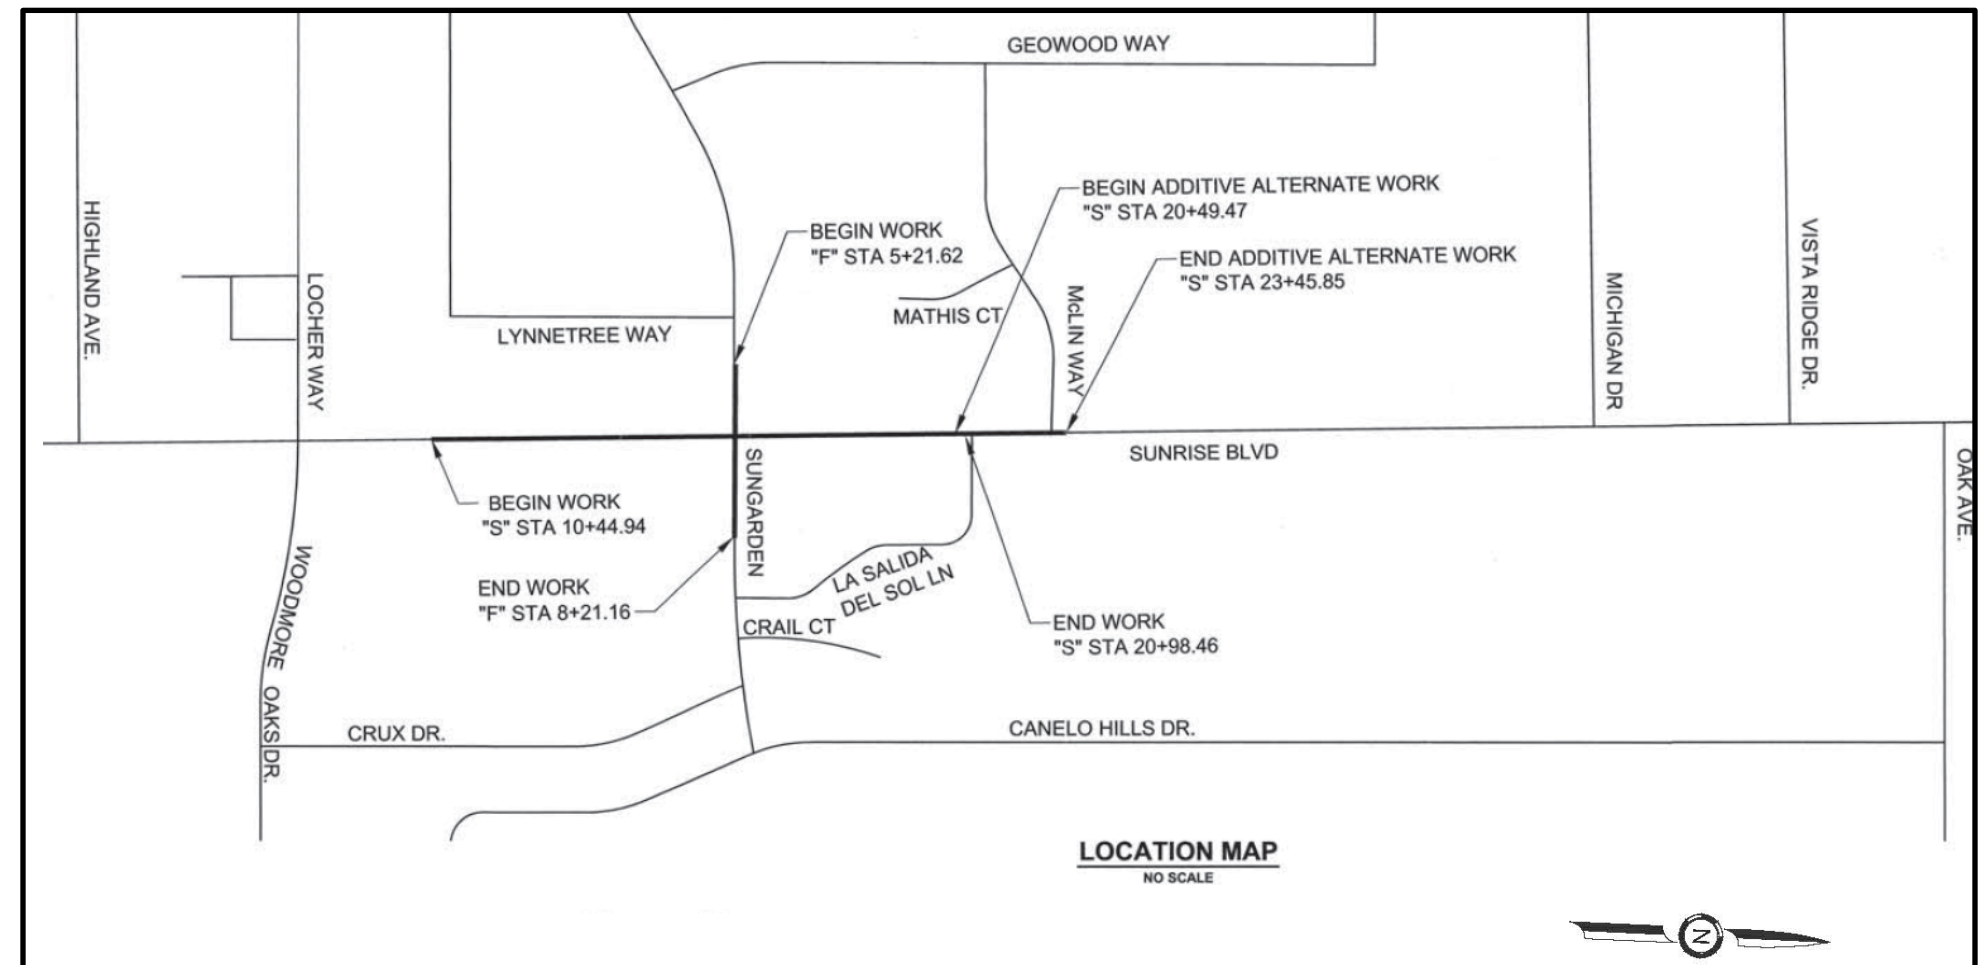 GEOWOOD WAY
BEGIN ADDITIVE ALTERNATE WORK
"S" STA 20+49.47
HIGHLAND AVE.
LOCHER WAY
BEGIN WORK
"F" STA 5+21.62
END ADDITIVE ALTERNATE WORK
"S" STA 23+45.85
VISTA RIDGE DR.
MICHIGAN DR
McLIN WAY
MATHIS CT
LYNNETREE WAY
SUNRISE BLVD
SUNGARDEN
OAK AVE.
BEGIN WORK
"S" STA 10+44.94
WOODMORE OAKS DR.
LA SALIDA
DEL SOL LN
END WORK
"F" STA 8+21.16
CRAIL CT
END WORK
"S" STA 20+98.46
CRUX DR.
CANELO HILLS DR.
LOCATION MAP
NO SCALE
N